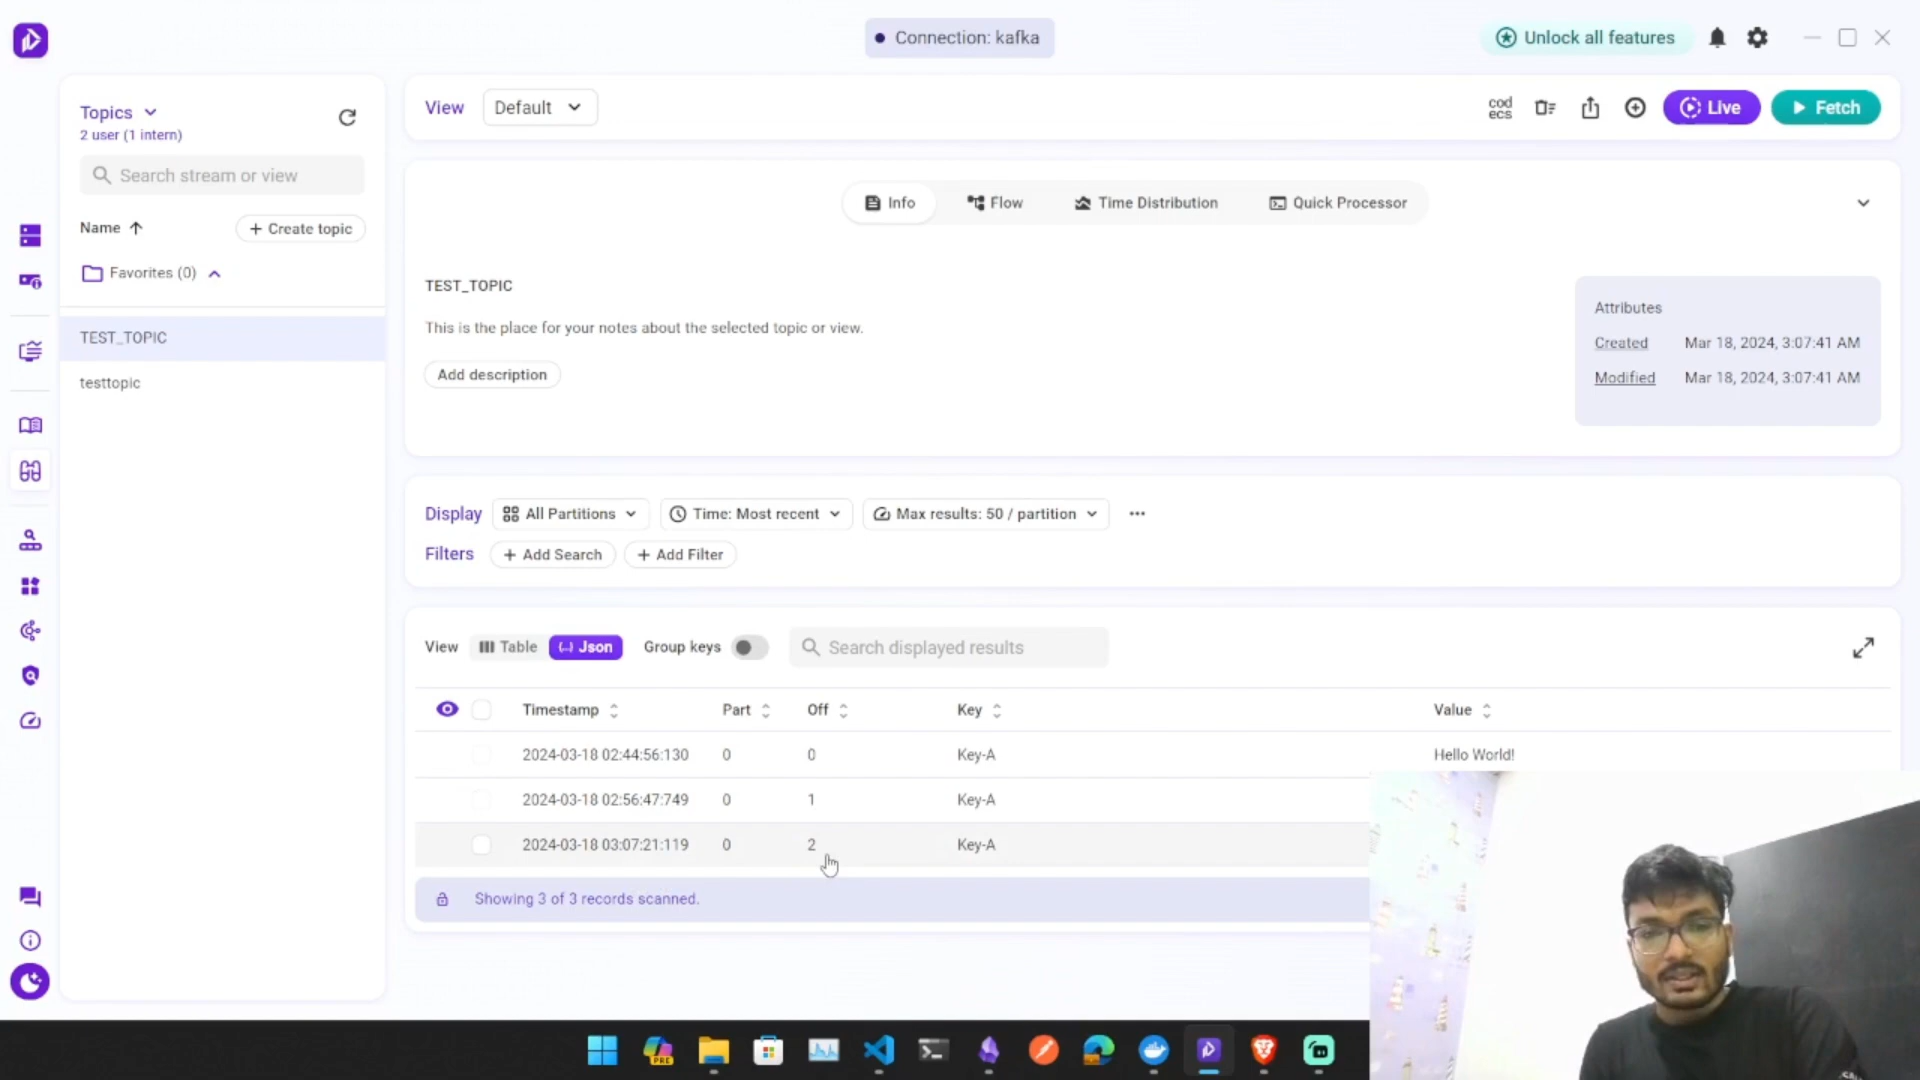 Connection: kafka
Unlock all features
Topics
2 user (1 intern)
Search stream or view
Name
+ Create topic
Favorites (0)
TEST_TOPIC
testtopic
View
Default
cod
ecs
Live
Fetch
Info
Flow
Time Distribution
Quick Processor
TEST_TOPIC
This is the place for your notes about the selected topic or view.
Add description
Attributes
Created Mar 18, 2024, 3:07:41 AM
Modified Mar 18, 2024, 3:07:41 AM
Display
All Partitions
Time: Most recent
Max results: 50 / partition
Filters
+ Add Search
+ Add Filter
View
Table
Json
Group keys
Search displayed results
Timestamp Part Off Key Value
2024-03-18 02:44:56:130 0 0 Key-A Hello World!
2024-03-18 02:56:47:749 0 1 Key-A
2024-03-18 03:07:21:119 0 2 Key-A
Showing 3 of 3 records scanned.
PRE